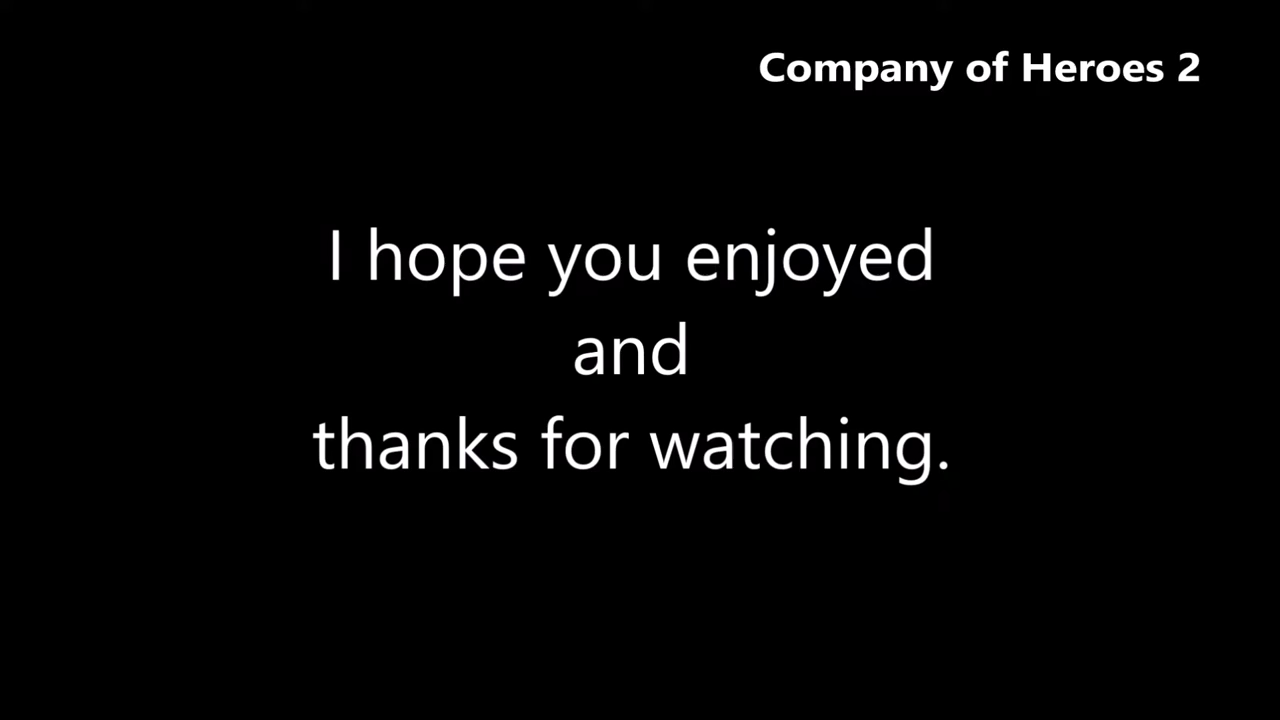 Company of Heroes 2
I hope you enjoyed
and
thanks for watching.